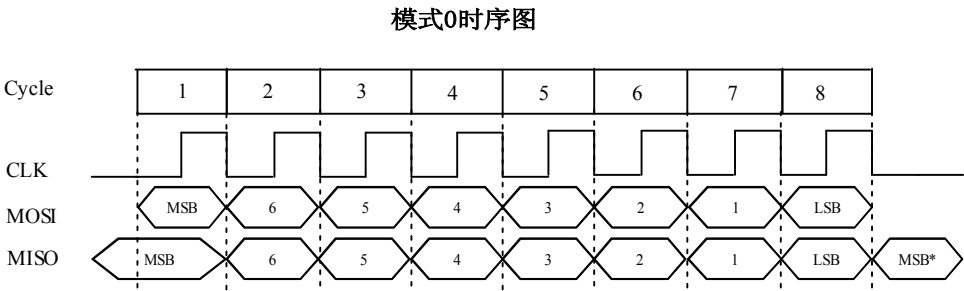 模式0时序图
Cycle 1 2 3 4 5 6 7 8
CLK
MOSI MSB 6 5 4 3 2 1 LSB
MISO MSB 6 5 4 3 2 1 LSB MSB*